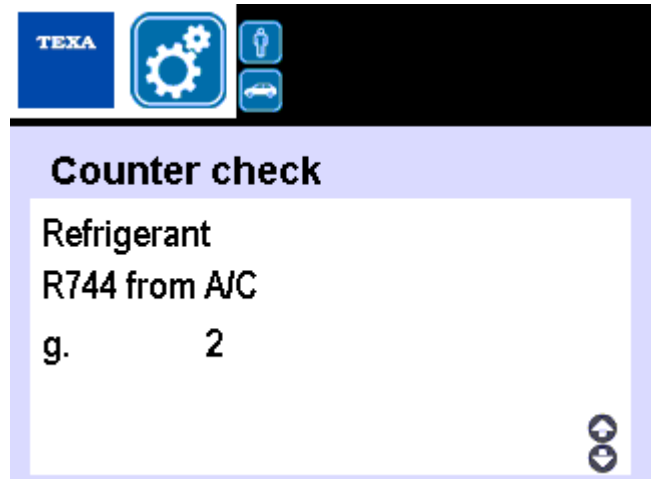 TEXA
Counter check
Refrigerant
R744 from A/C
g. 2